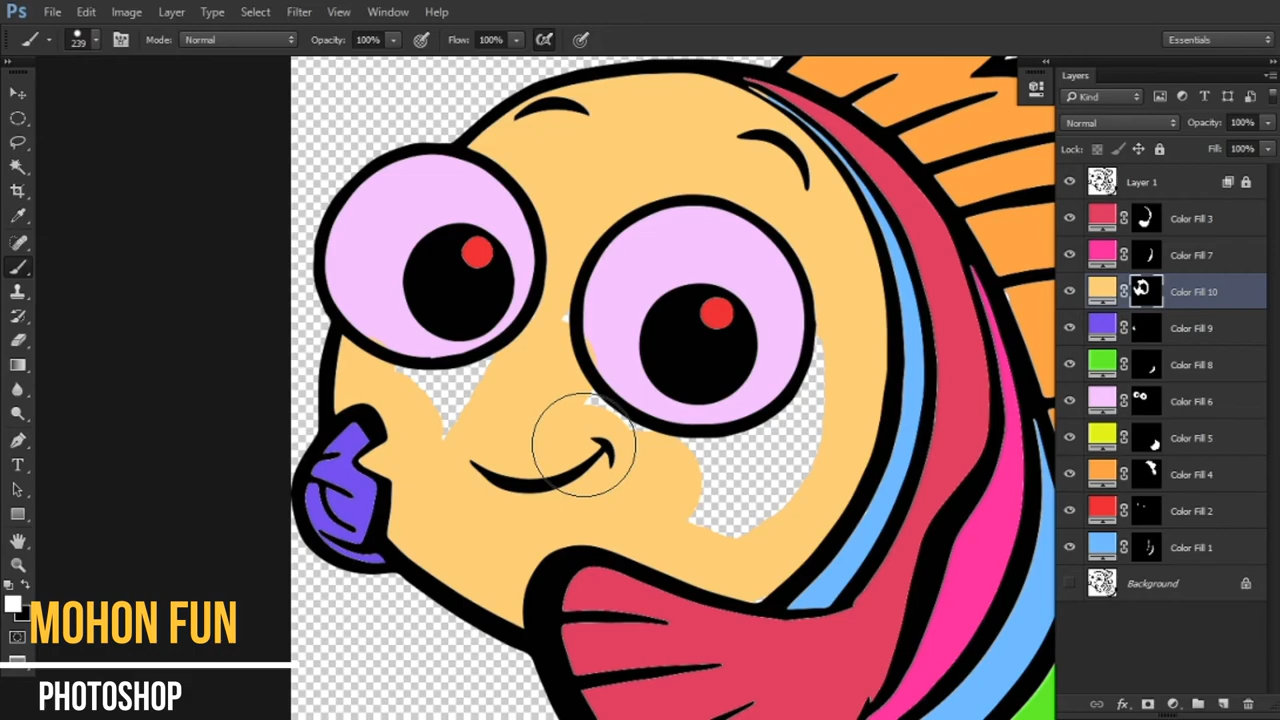 Ps File Edit Image Layer Type Select Filter View Window Help
239 Mode: Normal Opacity: 100% Flow: 100% Essentials
Layers
Kind
Normal Opacity: 100%
Lock: Fill: 100%
Layer 1
Color Fill 3
Color Fill 7
Color Fill 10
Color Fill 9
Color Fill 8
Color Fill 6
Color Fill 5
Color Fill 4
Color Fill 2
Color Fill 1
Background
MOHON FUN
PHOTOSHOP
fx